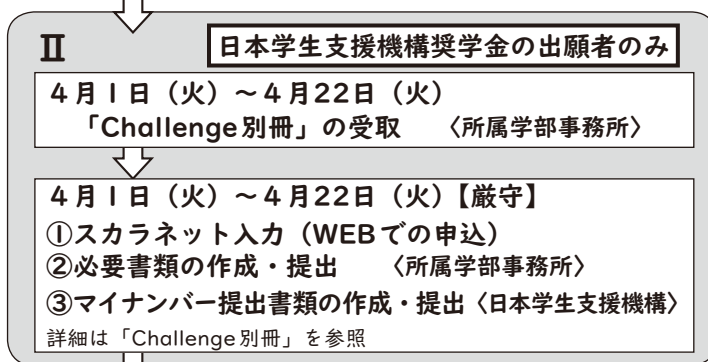 Ⅱ 日本学生支援機構奨学金の出願者のみ
4月1日（火）～4月22日（火）
「Challenge別冊」の受取　〈所属学部事務所〉
4月1日（火）～4月22日（火）【厳守】
①スカラネット入力（WEBでの申込）
②必要書類の作成・提出　〈所属学部事務所〉
③マイナンバー提出書類の作成・提出〈日本学生支援機構〉
詳細は「Challenge別冊」を参照